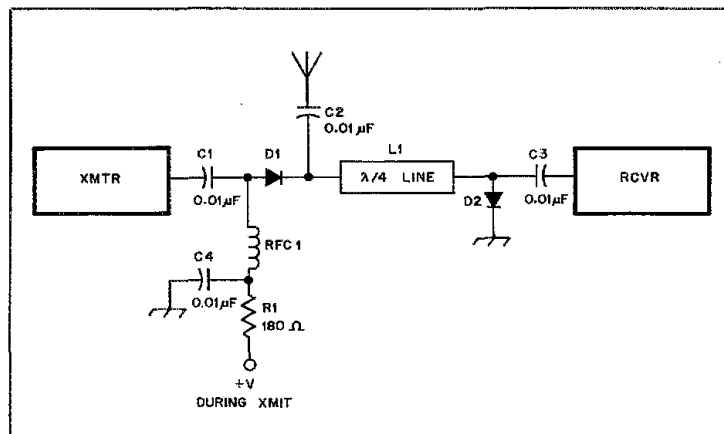 C2
0.01µF
XMTR
C1
0.01µF
D1
L1
λ/4 LINE
C3
0.01µF
RCVR
D2
RFC1
C4
0.01µF
R1
180 Ω
+V
DURING XMIT